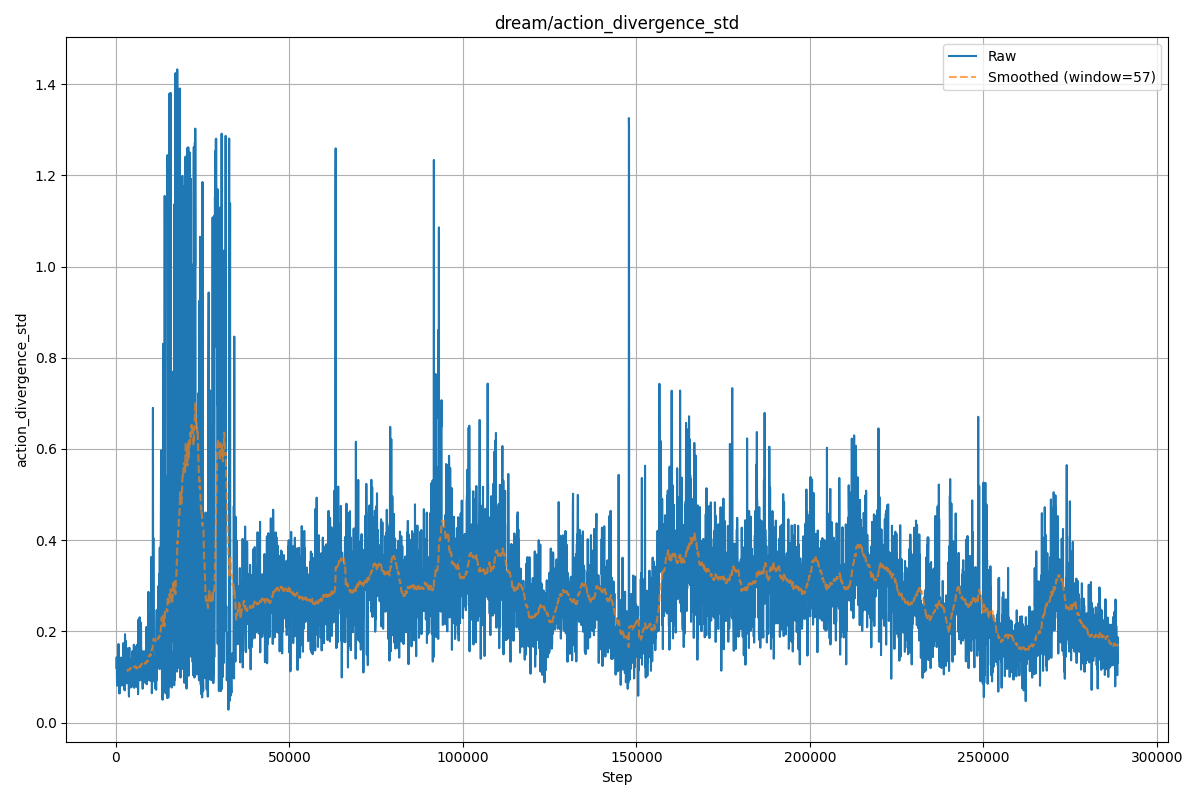 dream/action_divergence_std
Raw
Smoothed (window=57)
action_divergence_std
1.4
1.2
1.0
0.8
0.6
0.4
0.2
0.0
0 50000 100000 150000 200000 250000 300000
Step